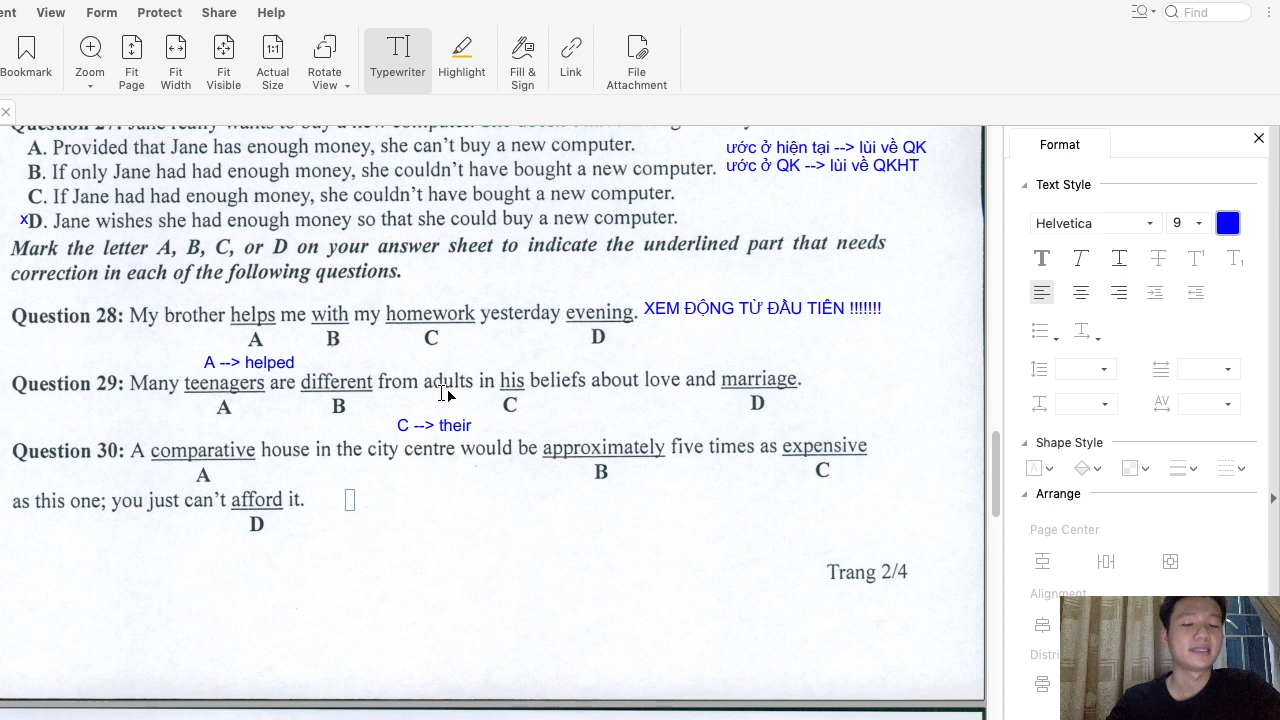 ent View Form Protect Share Help Find
Bookmark
Zoom
Fit Page
Fit Width
Fit Visible
Actual Size
Rotate View
Typewriter
Highlight
Fill & Sign
Link
File Attachment
A. Provided that Jane has enough money, she can't buy a new computer.
ước ở hiện tại --> lùi về QK
B. If only Jane had had enough money, she couldn't have bought a new computer.
ước ở QK --> lùi về QKHT
C. If Jane had had enough money, she couldn't have bought a new computer.
xD. Jane wishes she had enough money so that she could buy a new computer.
Mark the letter A, B, C, or D on your answer sheet to indicate the underlined part that needs
correction in each of the following questions.
Question 28: My brother helps me with my homework yesterday evening. XEM ĐỘNG TỪ ĐẦU TIÊN !!!!!!!
A B C D
A --> helped
Question 29: Many teenagers are different from adults in his beliefs about love and marriage.
A B C D
C --> their
Question 30: A comparative house in the city centre would be approximately five times as expensive
A B C
as this one; you just can't afford it.
D
Trang 2/4
Format
Text Style
Helvetica 9
T T T T T T
AV
Shape Style
Arrange
Page Center
Alignment